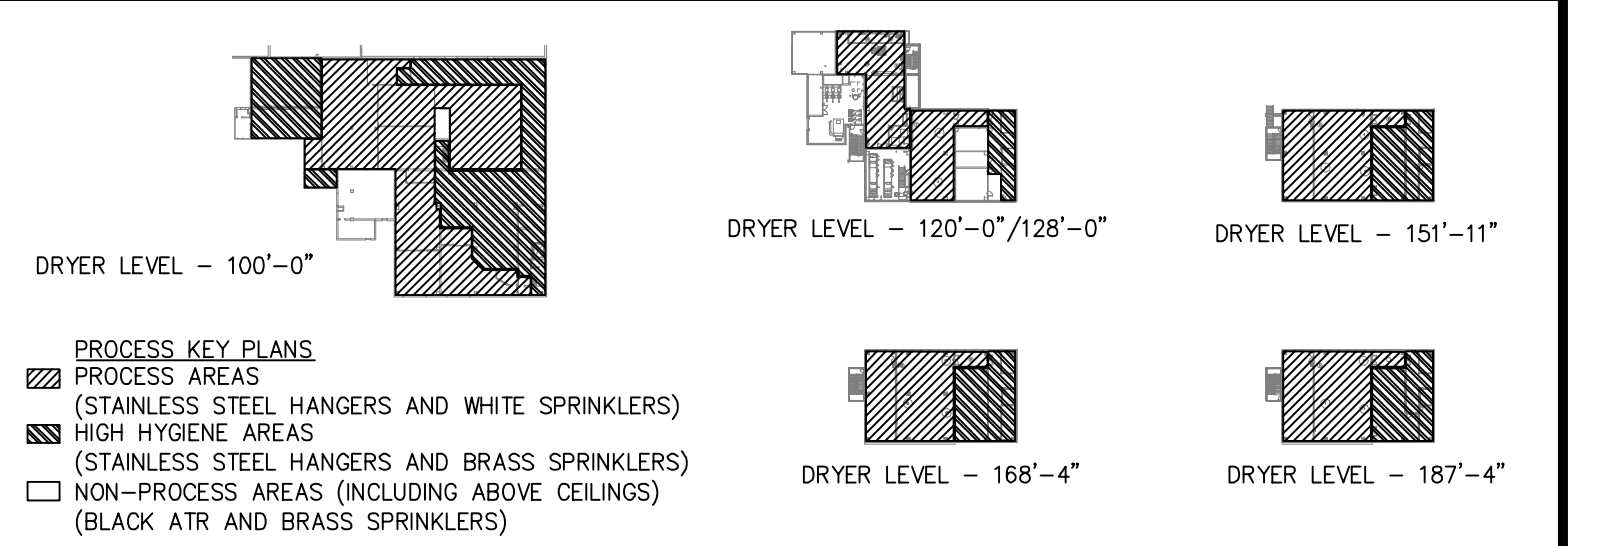 DRYER LEVEL – 100'–0"
DRYER LEVEL – 120'–0"/128'–0"
DRYER LEVEL – 151'–11"
PROCESS KEY PLANS
PROCESS AREAS
(STAINLESS STEEL HANGERS AND WHITE SPRINKLERS)
HIGH HYGIENE AREAS
(STAINLESS STEEL HANGERS AND BRASS SPRINKLERS)
NON–PROCESS AREAS (INCLUDING ABOVE CEILINGS)
(BLACK ATR AND BRASS SPRINKLERS)
DRYER LEVEL – 168'–4"
DRYER LEVEL – 187'–4"